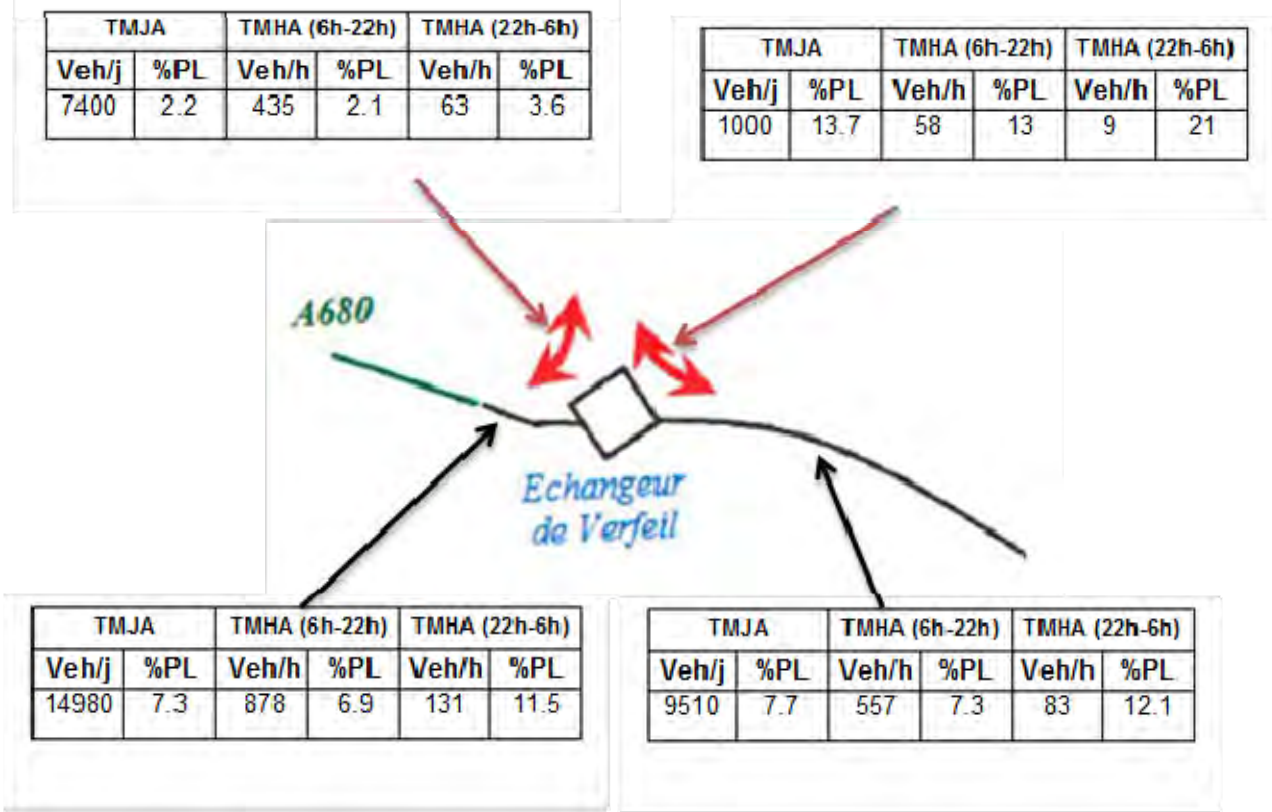 TMJA TMHA (6h-22h) TMHA (22h-6h)
Veh/j %PL Veh/h %PL Veh/h %PL
7400 2.2 435 2.1 63 3.6
TMJA TMHA (6h-22h) TMHA (22h-6h)
Veh/j %PL Veh/h %PL Veh/h %PL
1000 13.7 58 13 9 21
A680
Echangeur
de Verfeil
TMJA TMHA (6h-22h) TMHA (22h-6h)
Veh/j %PL Veh/h %PL Veh/h %PL
14980 7.3 878 6.9 131 11.5
TMJA TMHA (6h-22h) TMHA (22h-6h)
Veh/j %PL Veh/h %PL Veh/h %PL
9510 7.7 557 7.3 83 12.1